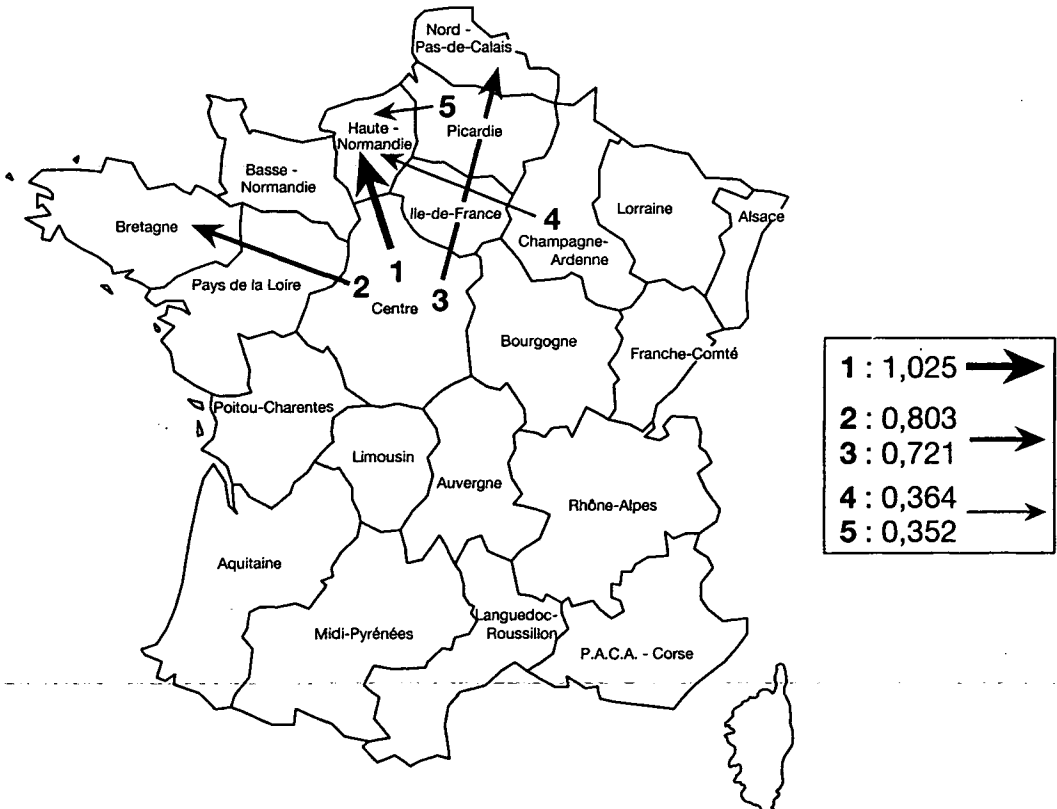 Nord -
Pas-de-Calais
5
Haute -
Normandie
Picardie
Basse -
Normandie
Ile-de-France
4
Champagne-
Ardenne
Lorraine
Alsace
Bretagne
1
2
3
Pays de la Loire
Centre
Bourgogne
Franche-Comté
Poitou-Charentes
Limousin
Auvergne
Rhône-Alpes
Aquitaine
Midi-Pyrénées
Languedoc-
Roussillon
P.A.C.A. - Corse
1 : 1,025
2 : 0,803
3 : 0,721
4 : 0,364
5 : 0,352